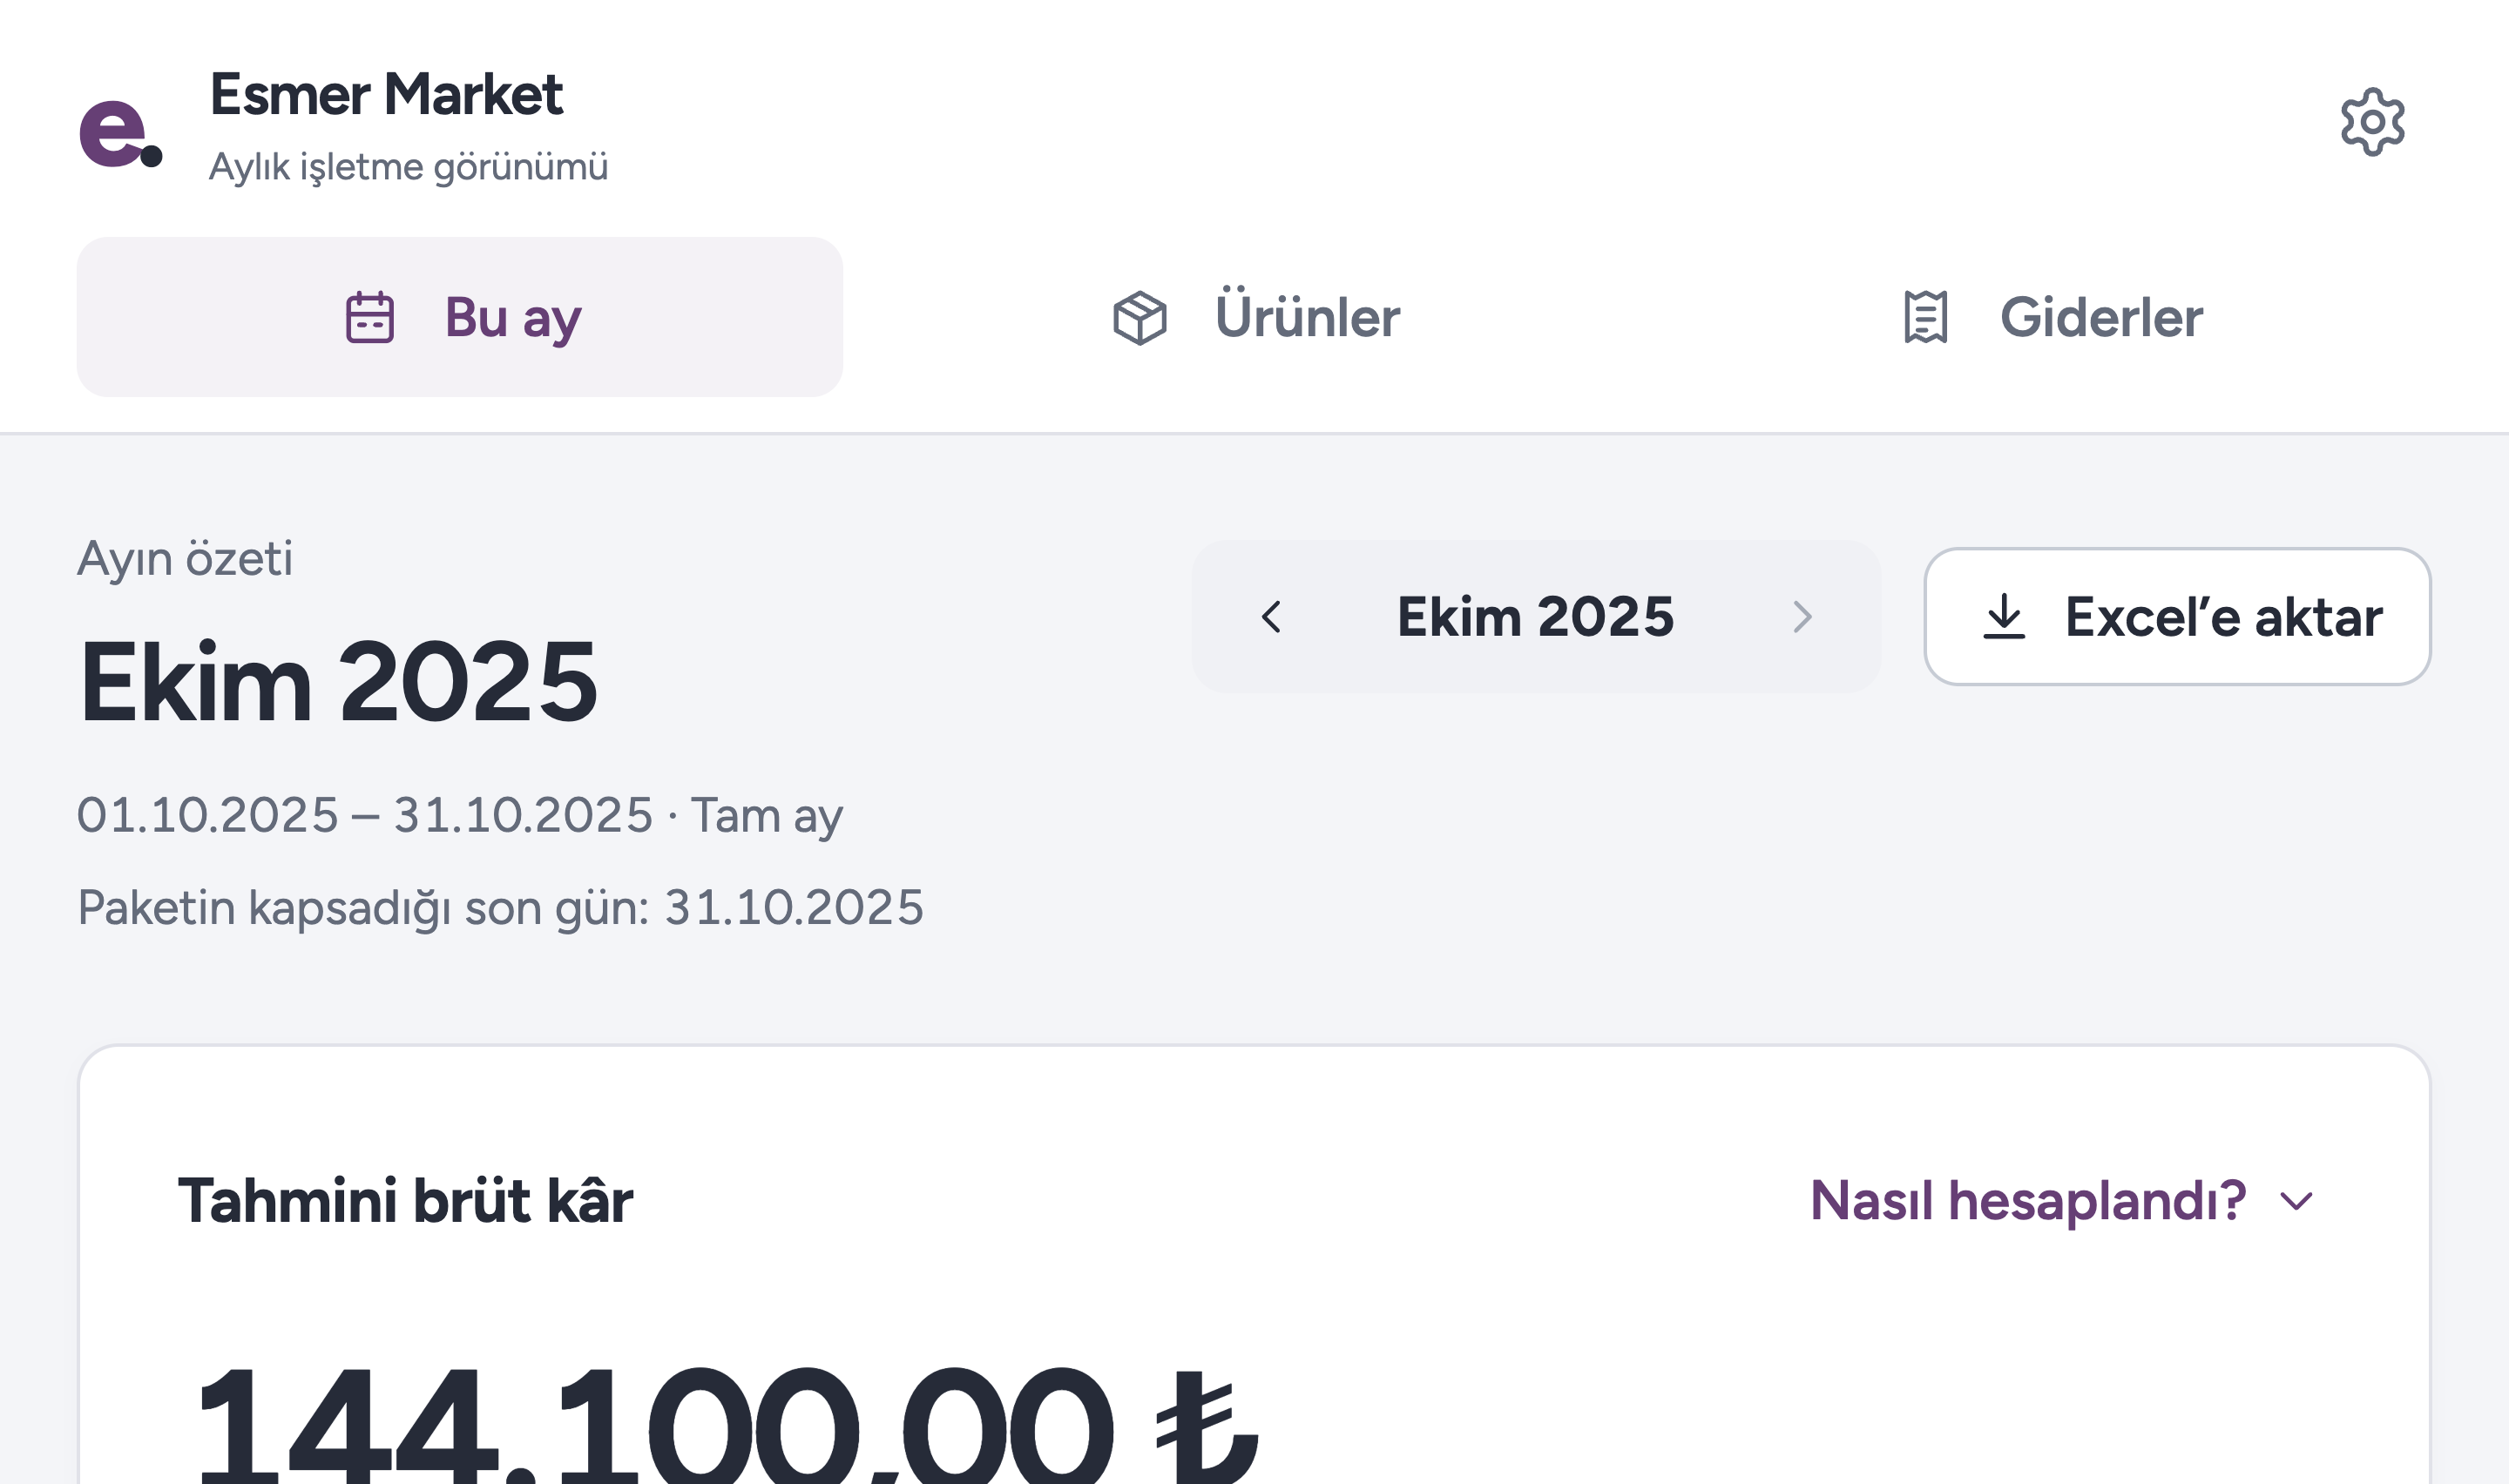 e.
Esmer Market
Aylık işletme görünümü
Bu ay
Ürünler
Giderler
Ayın özeti
Ekim 2025
01.10.2025 – 31.10.2025 · Tam ay
Paketin kapsadığı son gün: 31.10.2025
Ekim 2025
Excel’e aktar
Tahmini brüt kâr
Nasıl hesaplandı?
144.100,00 ₺